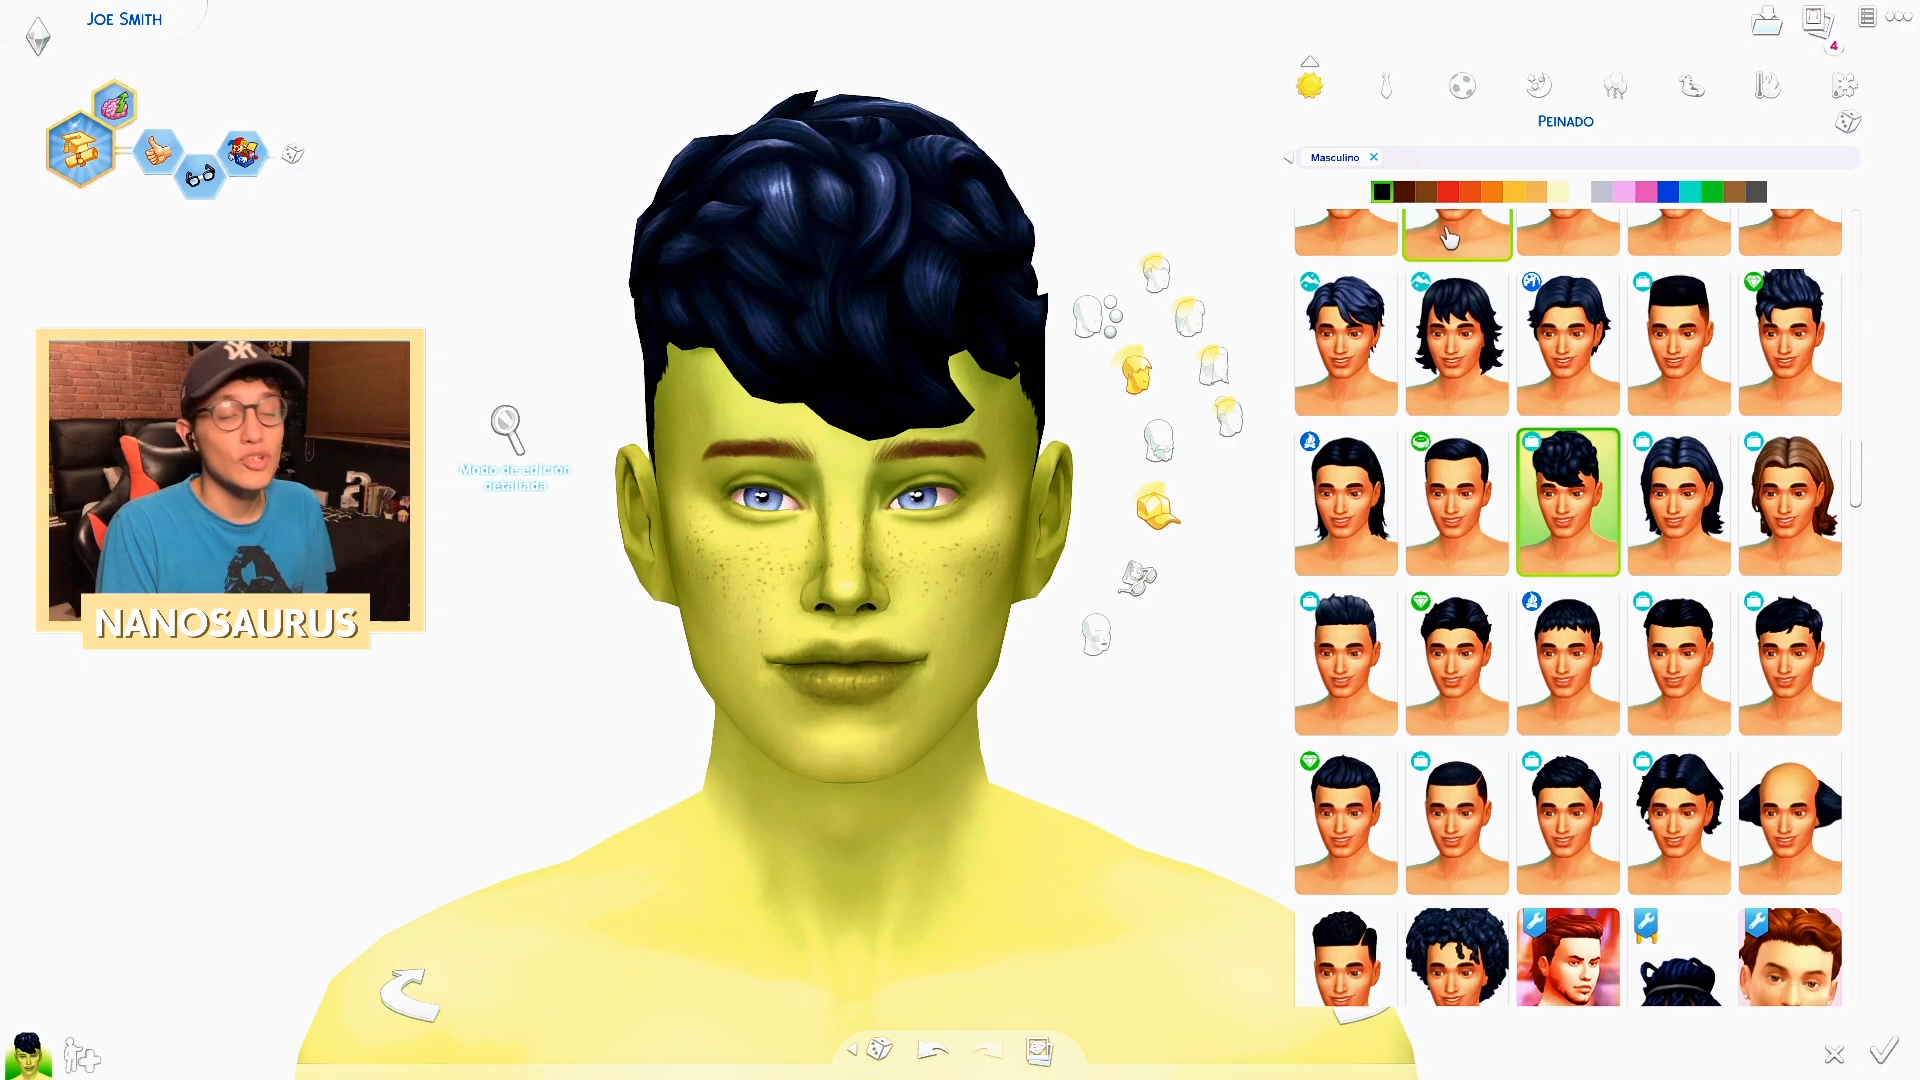 JOE SMITH
4
PEINADO
Masculino ✕
Modo de edición
detallada
NANOSAURUS